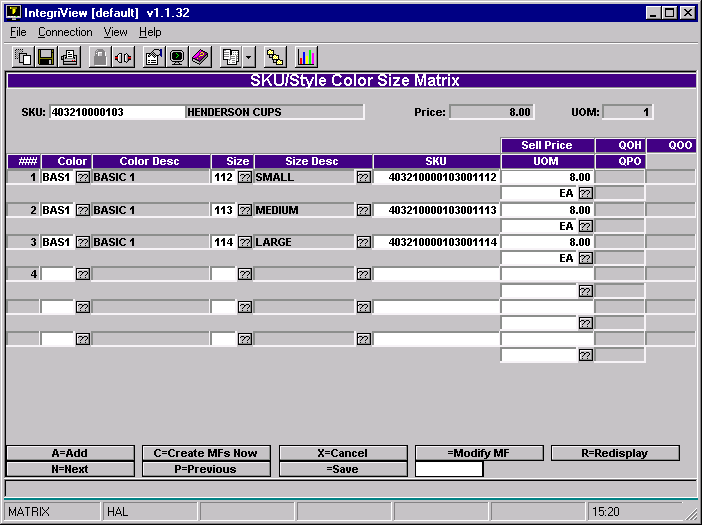 IntegriView [default] v1.1.32
File Connection View Help
SKU/Style Color Size Matrix
SKU: 403210000103 HENDERSON CUPS Price: 8.00 UOM: 1
Sell Price QOH QOO
### Color Color Desc Size Size Desc SKU UOM QPO
1 BAS1 ?? BASIC 1 112 ?? SMALL ?? 403210000103001112 8.00
EA ??
2 BAS1 ?? BASIC 1 113 ?? MEDIUM ?? 403210000103001113 8.00
EA ??
3 BAS1 ?? BASIC 1 114 ?? LARGE ?? 403210000103001114 8.00
EA ??
4 ?? ?? ??
??
?? ?? ??
??
?? ?? ??
??
A=Add C=Create MFs Now X=Cancel =Modify MF R=Redisplay
N=Next P=Previous =Save
MATRIX HAL 15:20